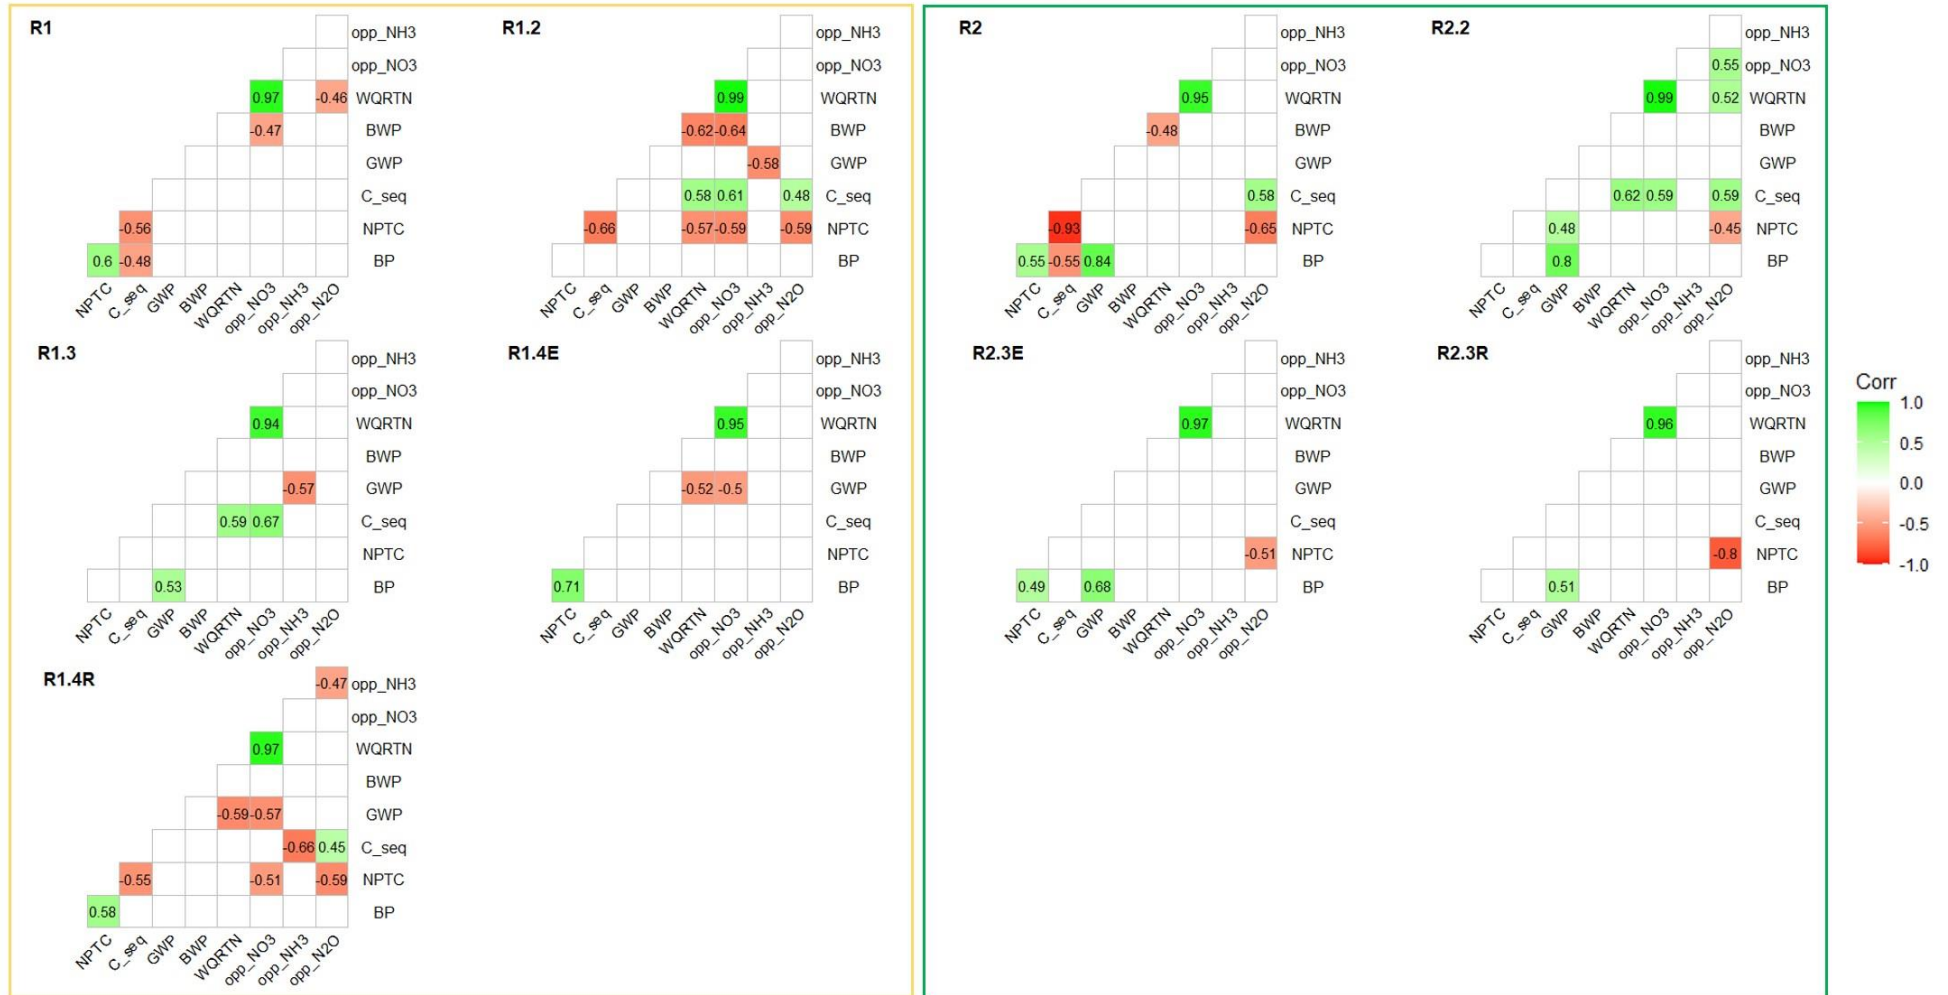 R1
opp_NH3
opp_NO3
0.97 -0.46 WQRTN
-0.47 BWP
GWP
C_seq
-0.56 NPTC
0.6 -0.48 BP
NPTC C_seq GWP BWP WQRTN opp_NO3 opp_NH3 opp_N2O
R1.2
opp_NH3
opp_NO3
0.99 WQRTN
-0.62 -0.64 BWP
-0.58 GWP
0.58 0.61 0.48 C_seq
-0.66 -0.57 -0.59 -0.59 NPTC
BP
NPTC C_seq GWP BWP WQRTN opp_NO3 opp_NH3 opp_N2O
R2
opp_NH3
opp_NO3
0.95 WQRTN
-0.48 BWP
GWP
0.58 C_seq
-0.93 -0.65 NPTC
0.55 -0.55 0.84 BP
NPTC C_seq GWP BWP WQRTN opp_NO3 opp_NH3 opp_N2O
R2.2
opp_NH3
0.55 opp_NO3
0.99 0.52 WQRTN
BWP
GWP
0.62 0.59 0.59 C_seq
0.48 -0.45 NPTC
0.8 BP
NPTC C_seq GWP BWP WQRTN opp_NO3 opp_NH3 opp_N2O
R1.3
opp_NH3
opp_NO3
0.94 WQRTN
BWP
-0.57 GWP
0.59 0.67 C_seq
NPTC
0.53 BP
NPTC C_seq GWP BWP WQRTN opp_NO3 opp_NH3 opp_N2O
R1.4E
opp_NH3
opp_NO3
0.95 WQRTN
BWP
-0.52 -0.5 GWP
C_seq
NPTC
0.71 BP
NPTC C_seq GWP BWP WQRTN opp_NO3 opp_NH3 opp_N2O
R2.3E
opp_NH3
opp_NO3
0.97 WQRTN
BWP
GWP
C_seq
-0.51 NPTC
0.49 0.68 BP
NPTC C_seq GWP BWP WQRTN opp_NO3 opp_NH3 opp_N2O
R2.3R
opp_NH3
opp_NO3
0.96 WQRTN
BWP
GWP
C_seq
-0.8 NPTC
0.51 BP
NPTC C_seq GWP BWP WQRTN opp_NO3 opp_NH3 opp_N2O
Corr
1.0
0.5
0.0
-0.5
-1.0
R1.4R
-0.47 opp_NH3
opp_NO3
0.97 WQRTN
BWP
-0.59 -0.57 GWP
-0.66 0.45 C_seq
-0.55 -0.51 -0.59 NPTC
0.58 BP
NPTC C_seq GWP BWP WQRTN opp_NO3 opp_NH3 opp_N2O